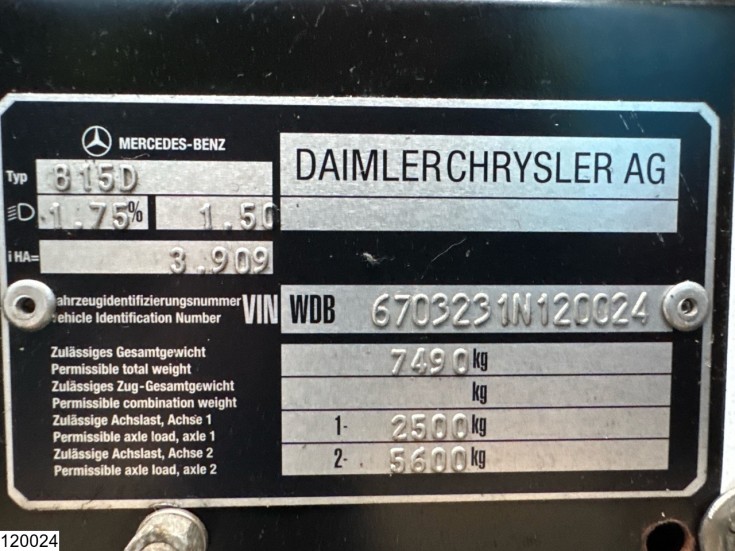 MERCEDES-BENZ
DAIMLERCHRYSLER AG
Typ 815D
1.75% 1.50
iHA= 3.909
ahrzeugidentifizierungsnummer
ehicle Identification Number
VIN WDB 6703231N120024
Zulässiges Gesamtgewicht
Permissible total weight
7490 kg
Zulässiges Zug-Gesamtgewicht
Permissible combination weight
kg
Zulässige Achslast, Achse 1
Permissible axle load, axle 1
1- 2500 kg
Zulässige Achslast, Achse 2
Permissible axle load, axle 2
2- 5600 kg
120024